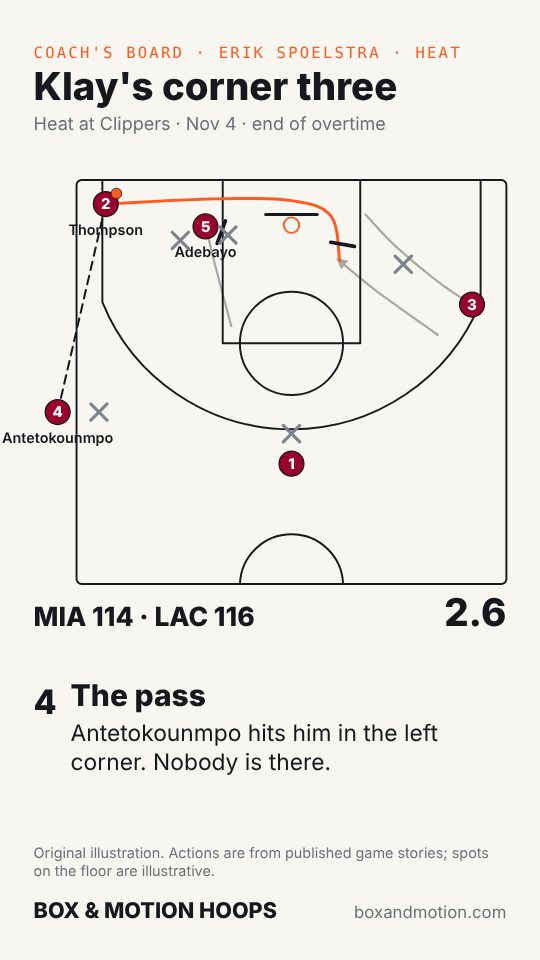 COACH'S BOARD · ERIK SPOELSTRA · HEAT
Klay's corner three
Heat at Clippers · Nov 4 · end of overtime
2
Thompson
5
Adebayo
3
4
Antetokounmpo
1
MIA 114 · LAC 116
2.6
4
The pass
Antetokounmpo hits him in the left
corner. Nobody is there.
Original illustration. Actions are from published game stories; spots
on the floor are illustrative.
BOX & MOTION HOOPS
boxandmotion.com